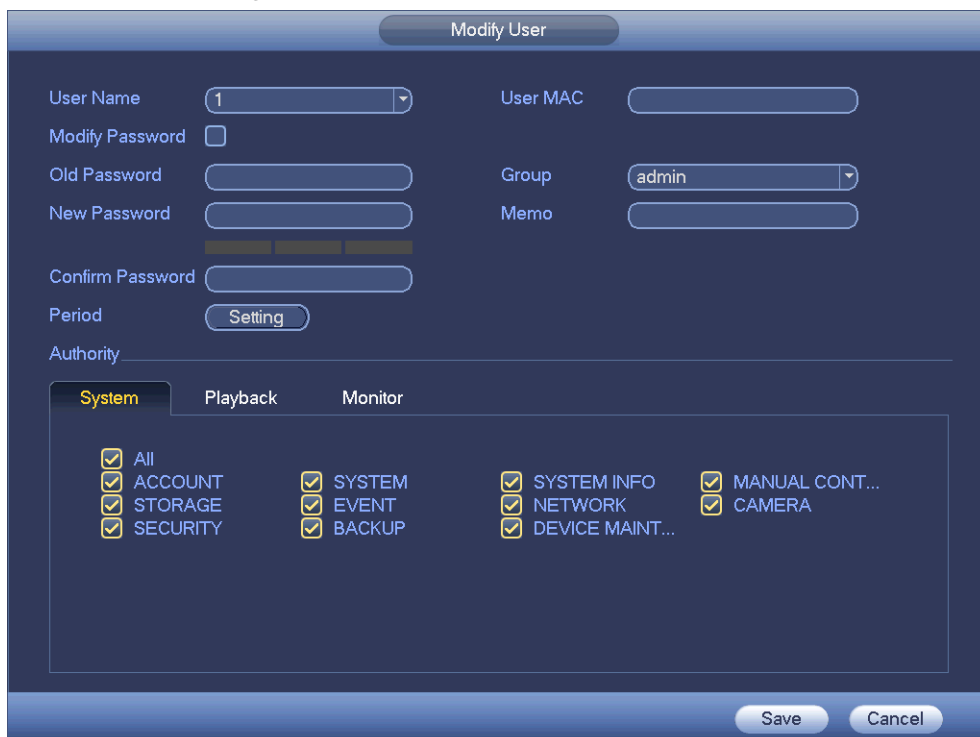 Modify User
User Name 1 User MAC
Modify Password
Old Password Group admin
New Password Memo
Confirm Password
Period Setting
Authority
System Playback Monitor
All
ACCOUNT SYSTEM SYSTEM INFO MANUAL CONT...
STORAGE EVENT NETWORK CAMERA
SECURITY BACKUP DEVICE MAINT...
Save Cancel